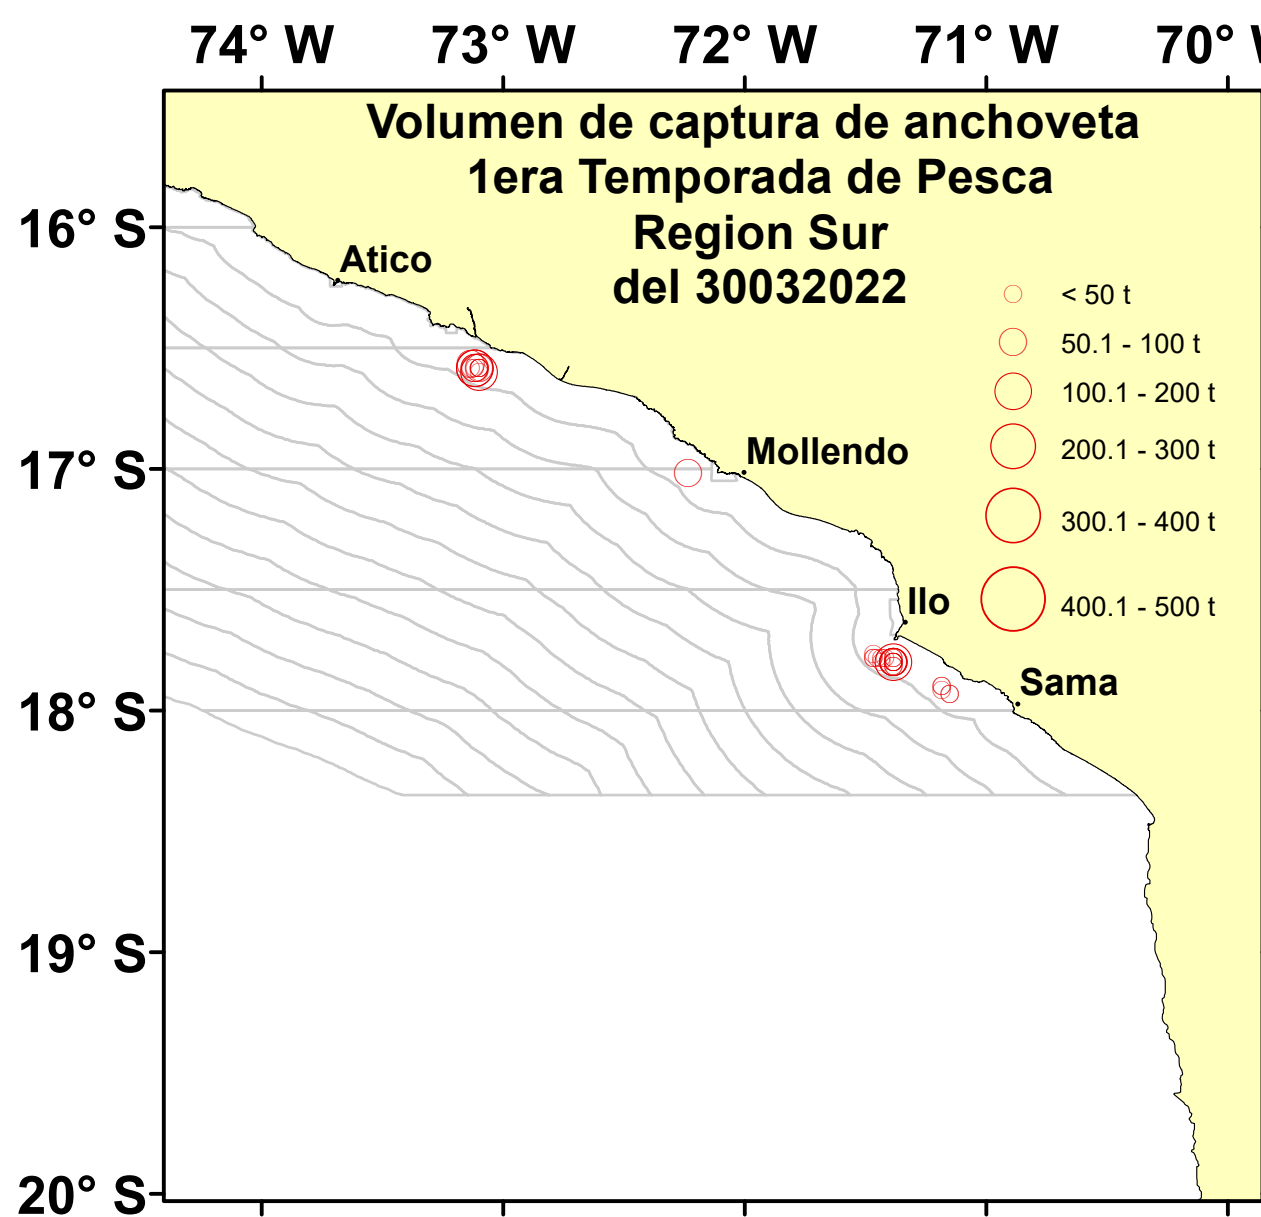 74° W 73° W 72° W 71° W 70° W
Volumen de captura de anchoveta
1era Temporada de Pesca
Region Sur
del 30032022
16° S
Atico
< 50 t
50.1 - 100 t
100.1 - 200 t
Mollendo
200.1 - 300 t
17° S
300.1 - 400 t
Ilo
400.1 - 500 t
Sama
18° S
19° S
20° S